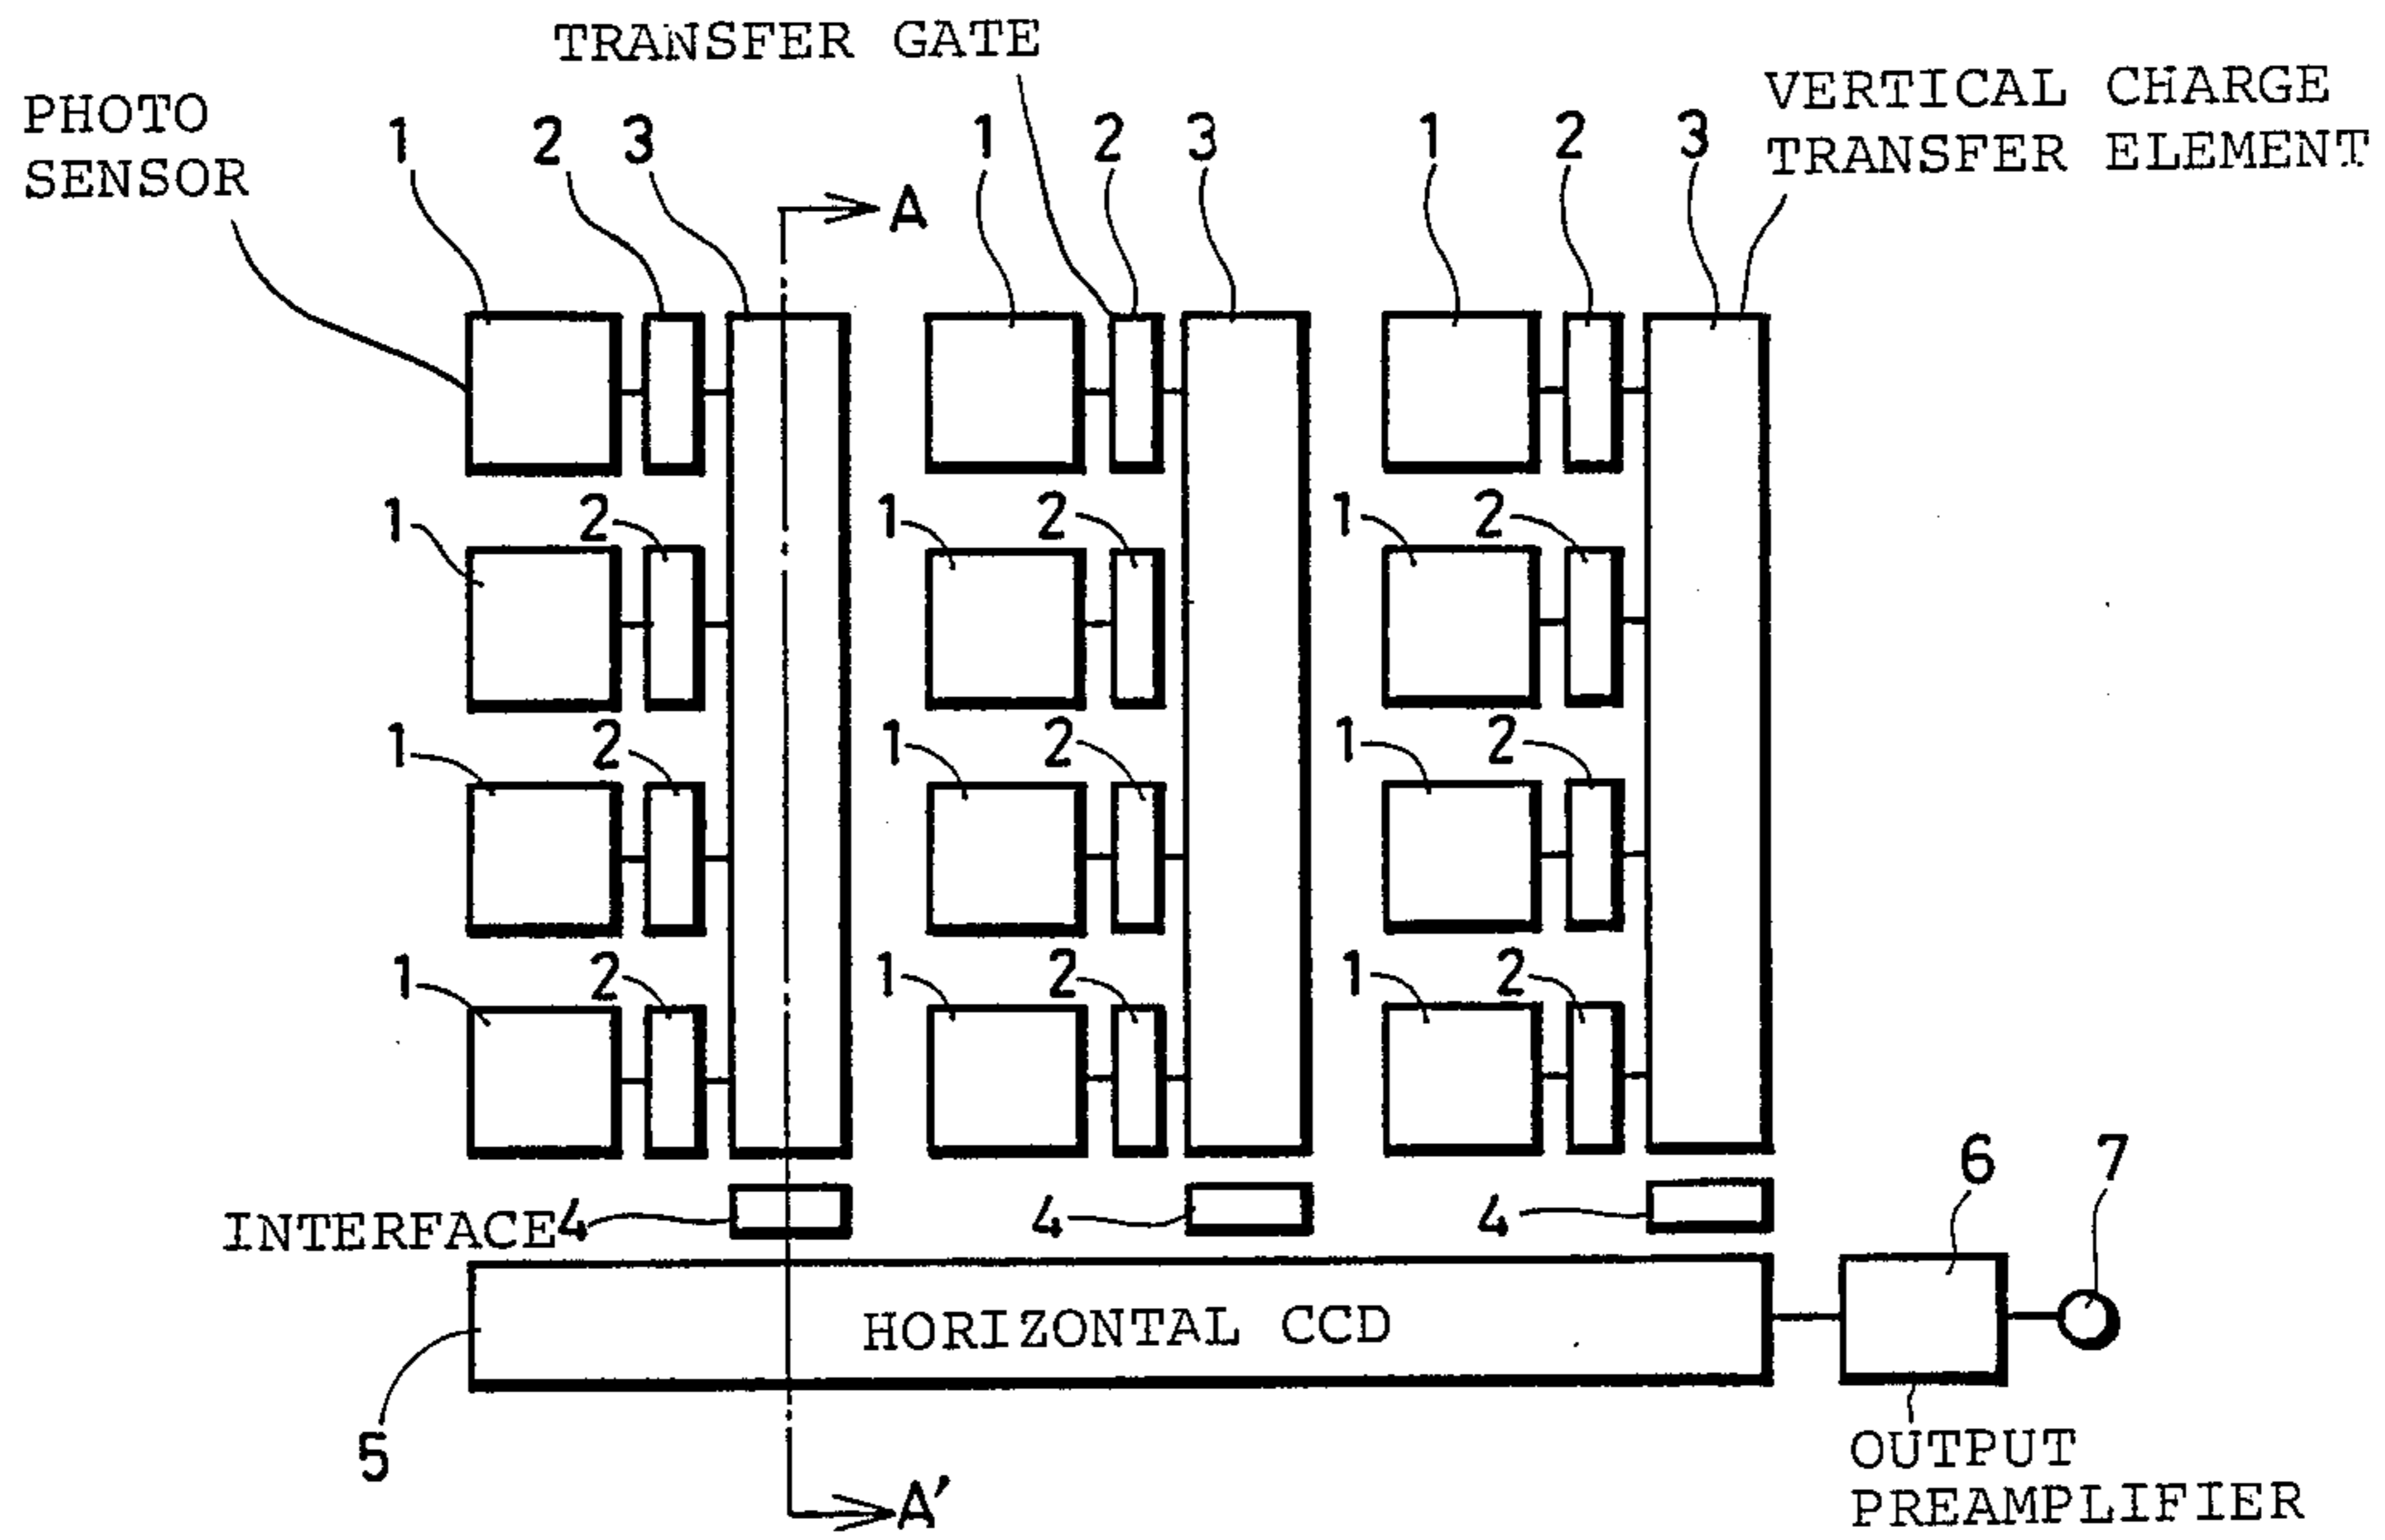 TRANSFER GATE
VERTICAL CHARGE
TRANSFER ELEMENT
PHOTO
SENSOR
1 2 3 1 2 3 1 2 3
A
1 2 1 2 1 2
1 2 1 2 1 2
1 2 1 2 1 2
6 7
INTERFACE 4 4 4
HORIZONTAL CCD
5
OUTPUT
PREAMPLIFIER
A'